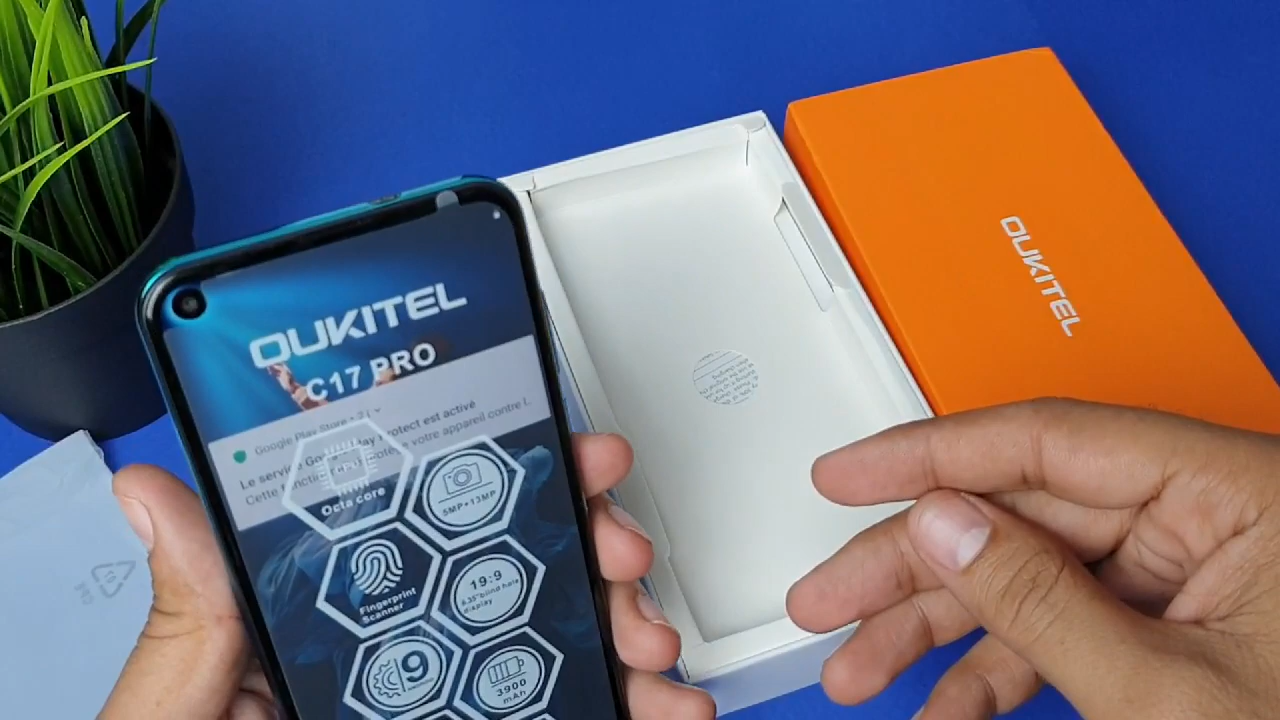 OUKITEL
C17 PRO
Google Play Store
Protect est activé
Le service
votre appareil contre l...
CPU
Octa core
5MP+13MP
Fingerprint
Scanner
19:9
6.35" blind hole
display
9
3900
mAh
OUKITEL